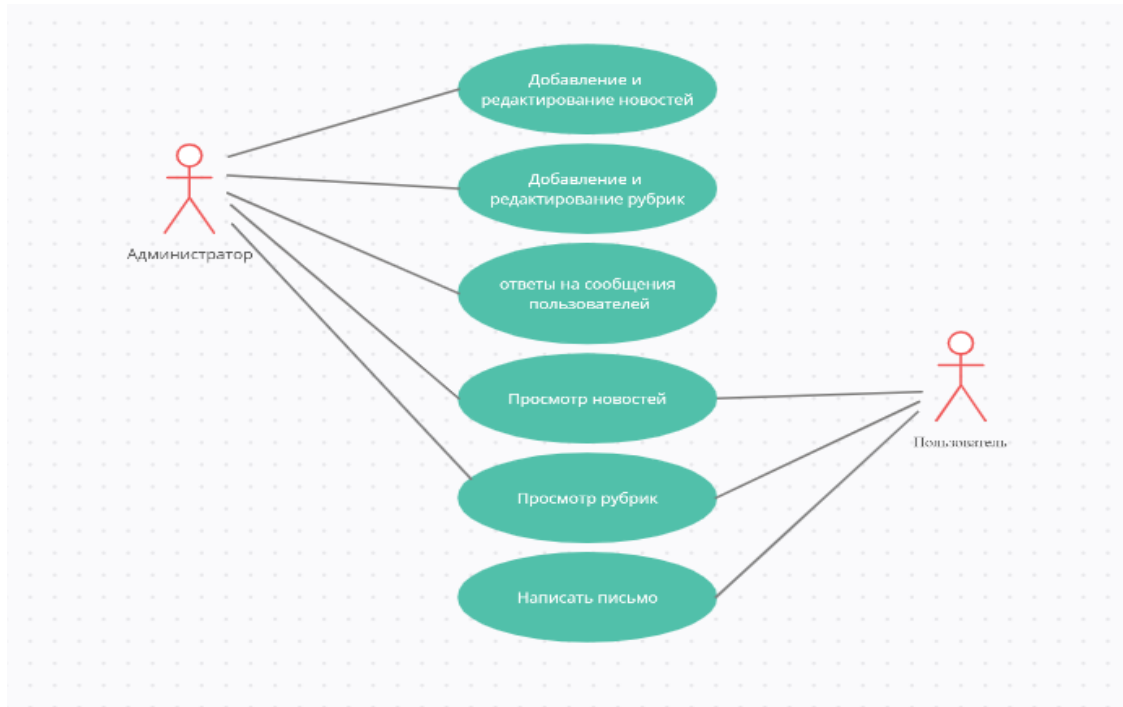 Добавление и
редактирование новостей
Добавление и
редактирование рубрик
Администратор
ответы на сообщения
пользователей
Просмотр новостей
Пользователь
Просмотр рубрик
Написать письмо